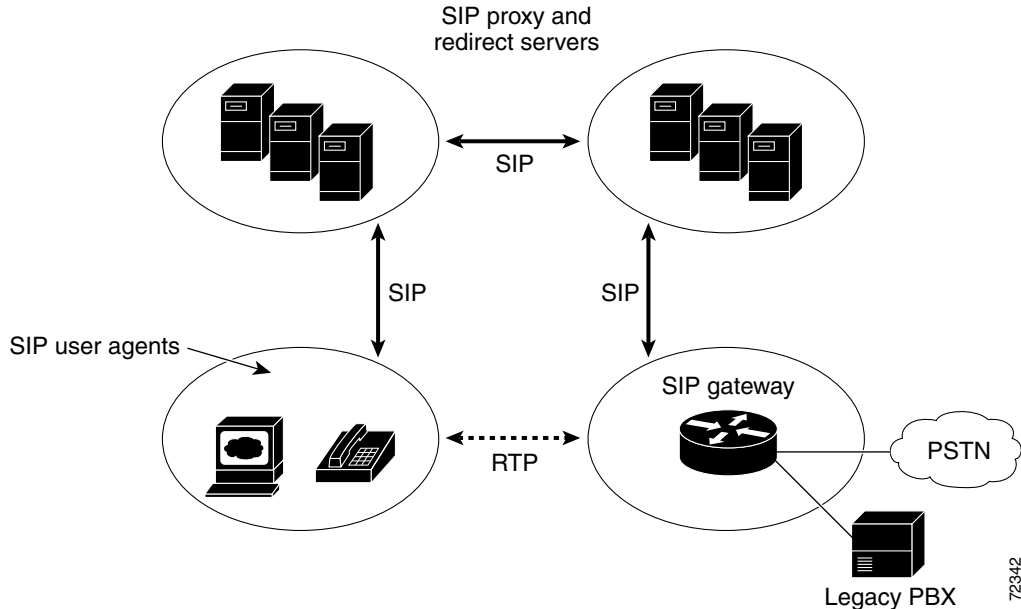 SIP proxy and
redirect servers
SIP
SIP
SIP
SIP user agents
SIP gateway
RTP
PSTN
Legacy PBX
72342